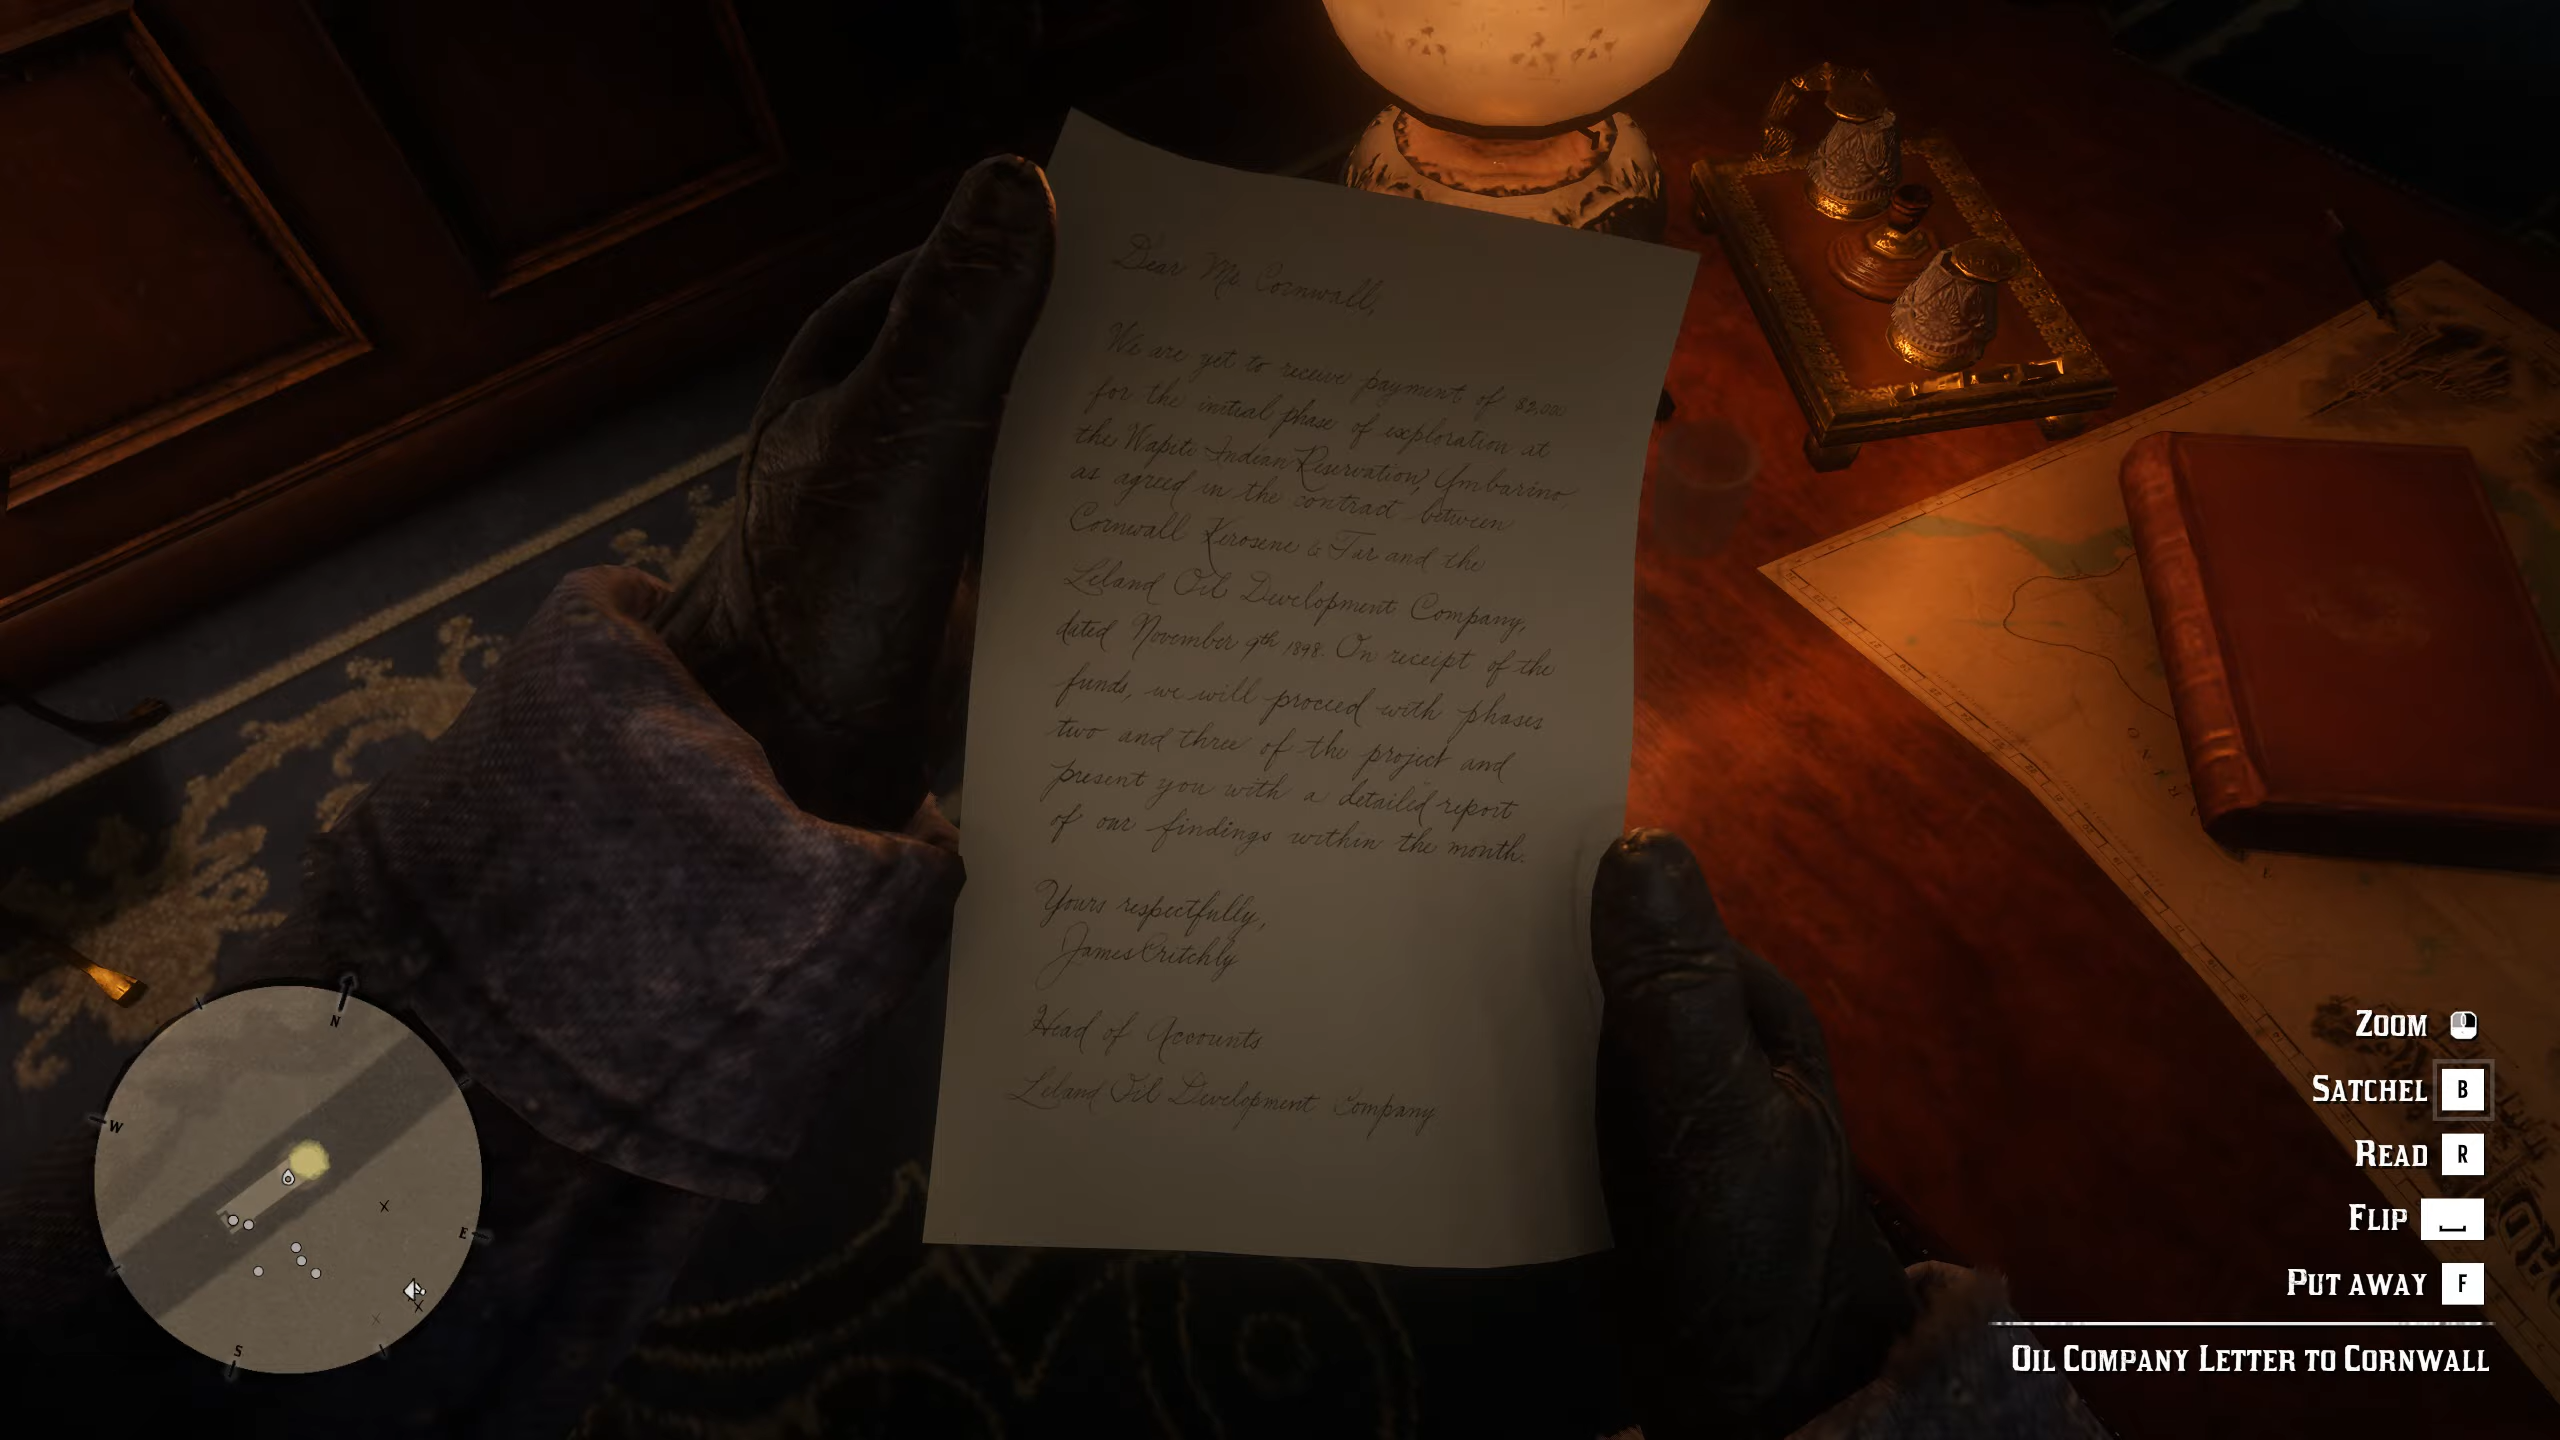 Dear Mr. Cornwall,
We are yet to receive payment of $2,000
for the initial phase of exploration at
the Wapiti Indian Reservation, Ambarino,
as agreed in the contract between
Cornwall Kerosene & Tar and the
Leland Oil Development Company,
dated November 9th 1898. On receipt of the
funds, we will proceed with phases
two and three of the project and
present you with a detailed report
of our findings within the month.
Yours respectfully,
James Critchly
Head of Accounts
Leland Oil Development Company
N
W
E
S
Zoom
Satchel B
Read R
Flip
Put away F
Oil Company Letter to Cornwall